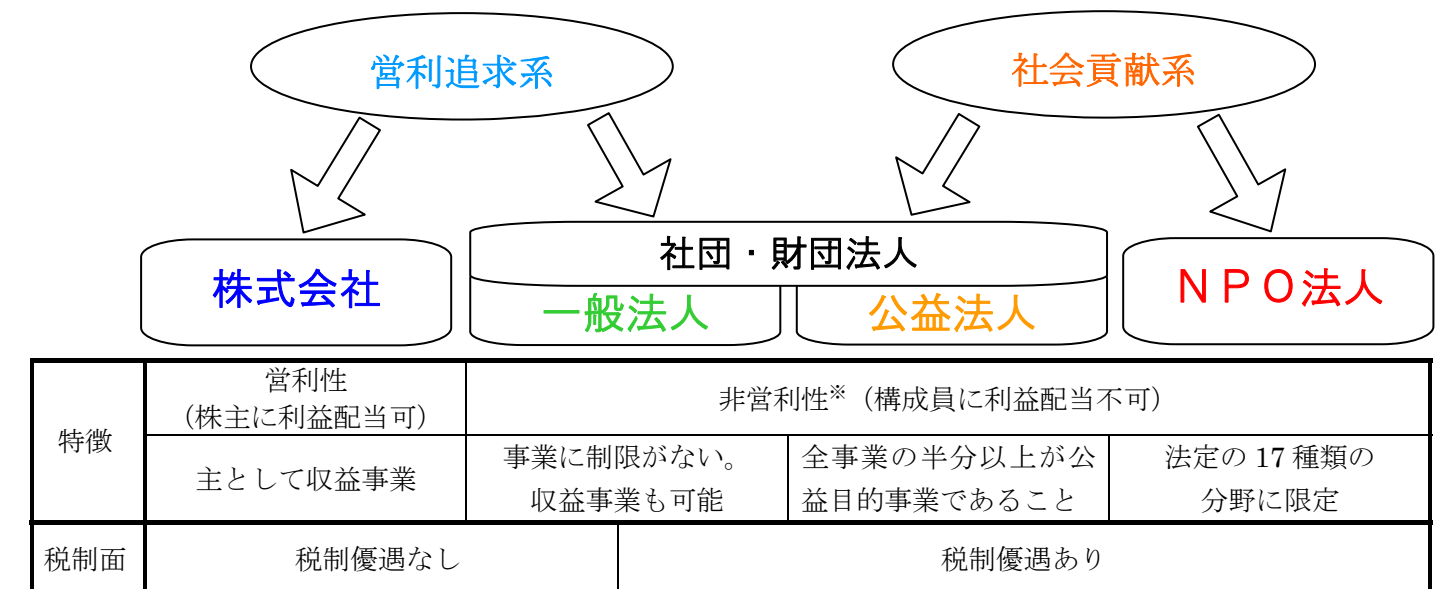 営利追求系
社会貢献系
株式会社
社団・財団法人
一般法人
公益法人
ＮＰＯ法人
特徴
営利性
（株主に利益配当可）
非営利性※（構成員に利益配当不可）
主として収益事業
事業に制限がない。
収益事業も可能
全事業の半分以上が公
益目的事業であること
法定の 17 種類の
分野に限定
税制面
税制優遇なし
税制優遇あり